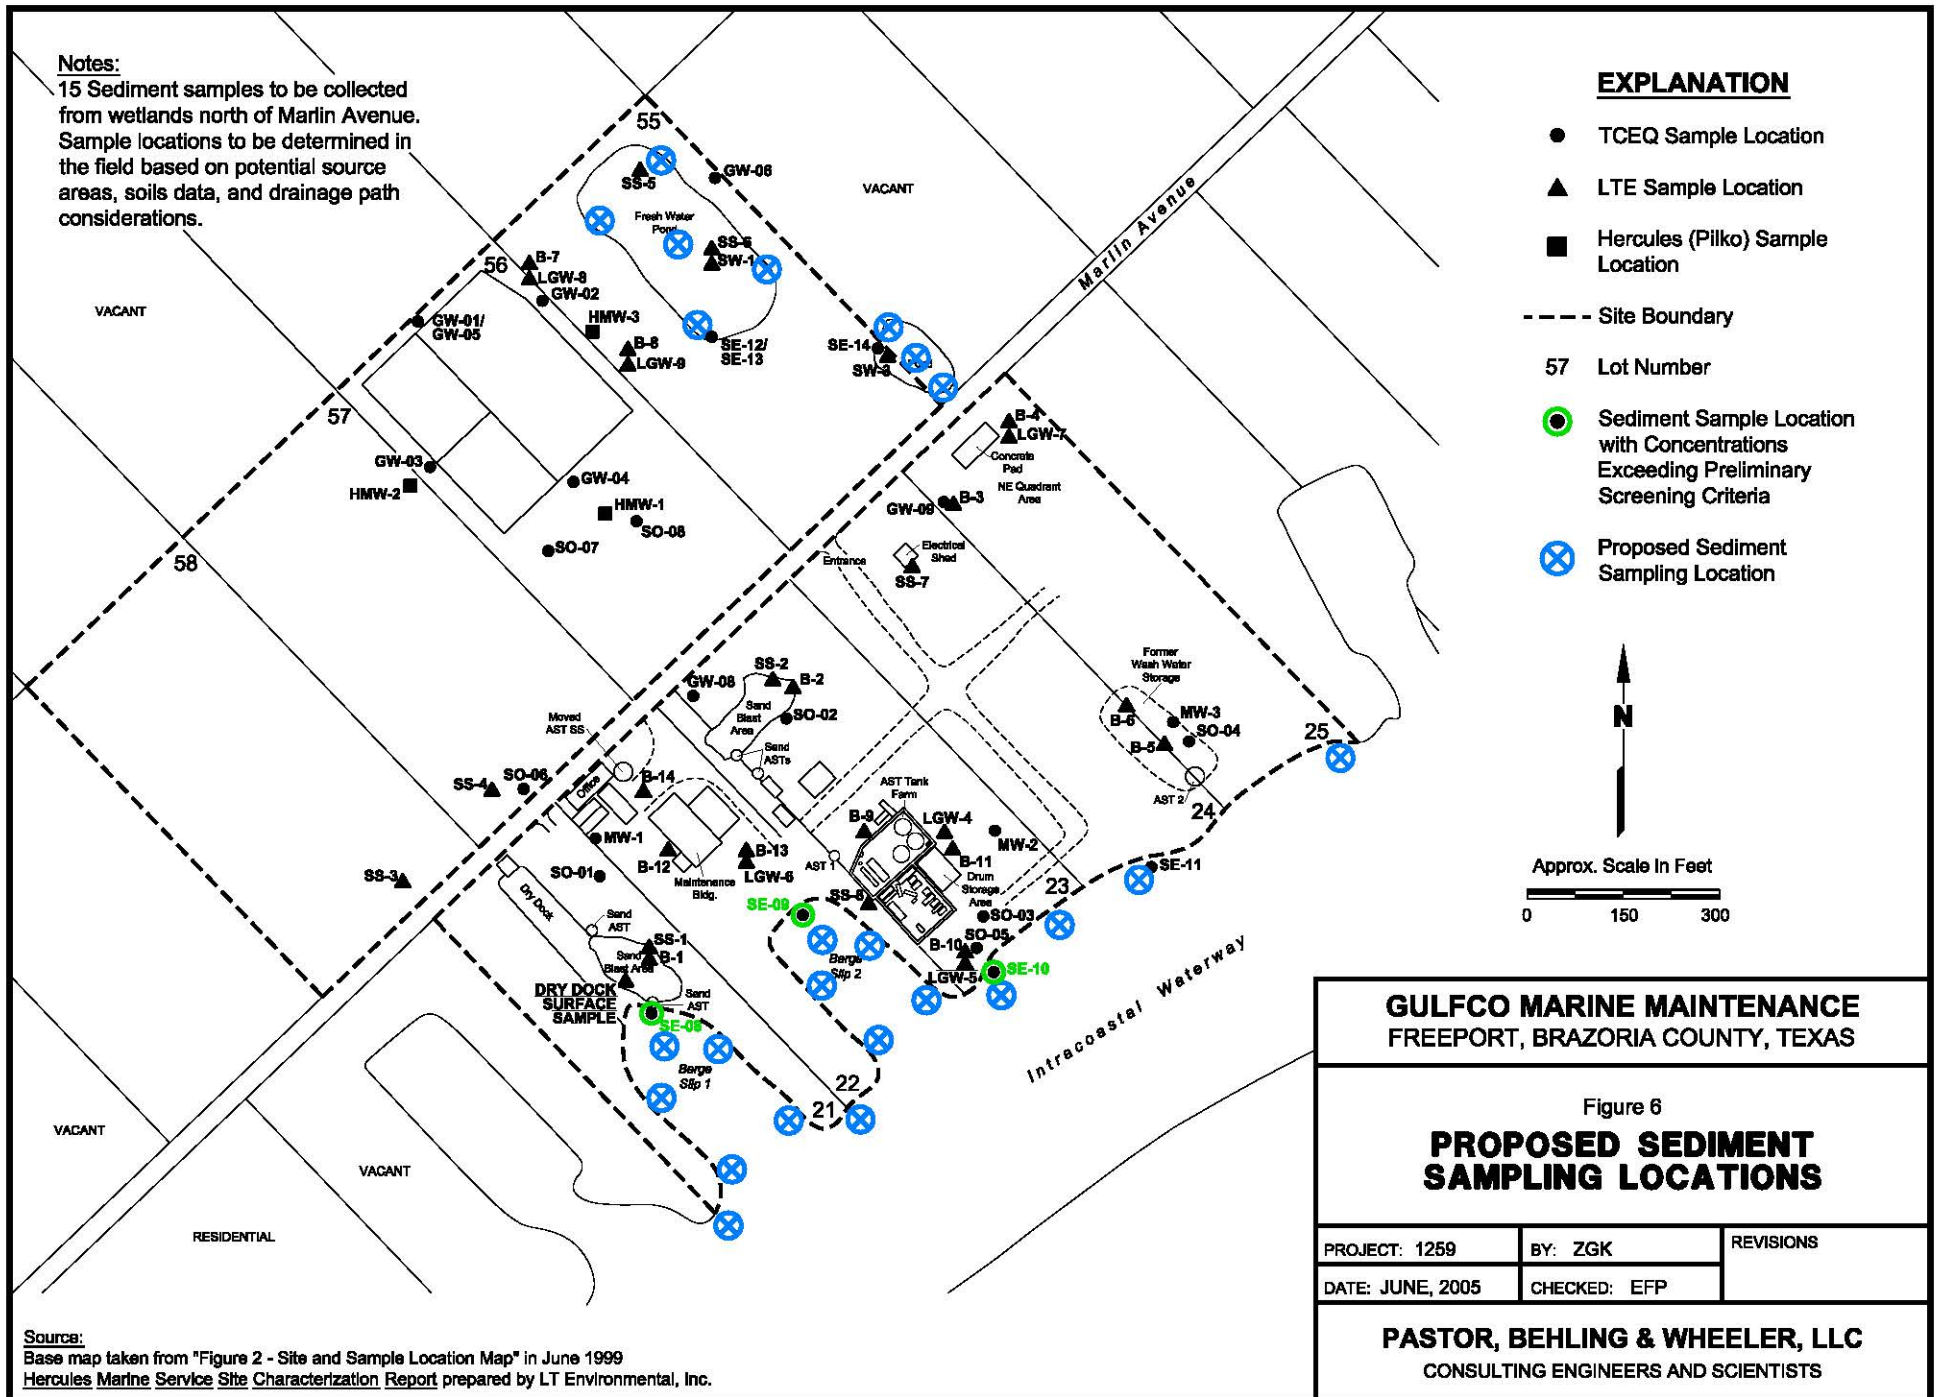 Notes:
15 Sediment samples to be collected
from wetlands north of Marlin Avenue.
Sample locations to be determined in
the field based on potential source
areas, soils data, and drainage path
considerations.
EXPLANATION
TCEQ Sample Location
LTE Sample Location
Hercules (Pilko) Sample
Location
Site Boundary
57 Lot Number
Sediment Sample Location
with Concentrations
Exceeding Preliminary
Screening Criteria
Proposed Sediment
Sampling Location
N
Approx. Scale In Feet
0 150 300
55
SS-5
GW-06
VACANT
Fresh Water
Pond
SS-6
SW-1
Marlin Avenue
56
B-7
LGW-8
GW-02
VACANT
GW-01/
GW-05
HMW-3
B-8
LGW-9
SE-12/
SE-13
SE-14
SW-3
57
GW-03
HMW-2
GW-04
HMW-1
SO-08
SO-07
58
B-4
LGW-7
Concrete
Pad
NE Quadrant
Area
GW-09
B-3
Entrance
Electrical
Shed
SS-7
SS-2
B-2
GW-08
Sand
Blast
Area
SO-02
Moved
AST SS
Sand
ASTs
Former
Wash Water
Storage
B-6
MW-3
SO-04
B-5
AST 2
25
24
SS-4
SO-06
Office
B-14
AST Tank
Farm
B-9
LGW-4
MW-2
B-11
MW-1
B-12
B-13
LGW-6
Maintenance
Bldg.
AST 1
Drum
Storage
Area
SE-11
23
SS-3
SO-01
Dry Dock
SS-8
SO-03
SE-09
SO-05
B-10
LGW-5
SE-10
Sand
AST
SS-1
B-1
Sand
Blast Area
Barge
Slip 2
DRY DOCK
SURFACE
SAMPLE
Sand
AST
SE-08
Barge
Slip 1
22
21
Intracoastal Waterway
VACANT
VACANT
RESIDENTIAL
GULFCO MARINE MAINTENANCE
FREEPORT, BRAZORIA COUNTY, TEXAS
Figure 6
PROPOSED SEDIMENT
SAMPLING LOCATIONS
PROJECT: 1259
BY: ZGK
REVISIONS
DATE: JUNE, 2005
CHECKED: EFP
PASTOR, BEHLING & WHEELER, LLC
CONSULTING ENGINEERS AND SCIENTISTS
Source:
Base map taken from "Figure 2 - Site and Sample Location Map" in June 1999
Hercules Marine Service Site Characterization Report prepared by LT Environmental, Inc.